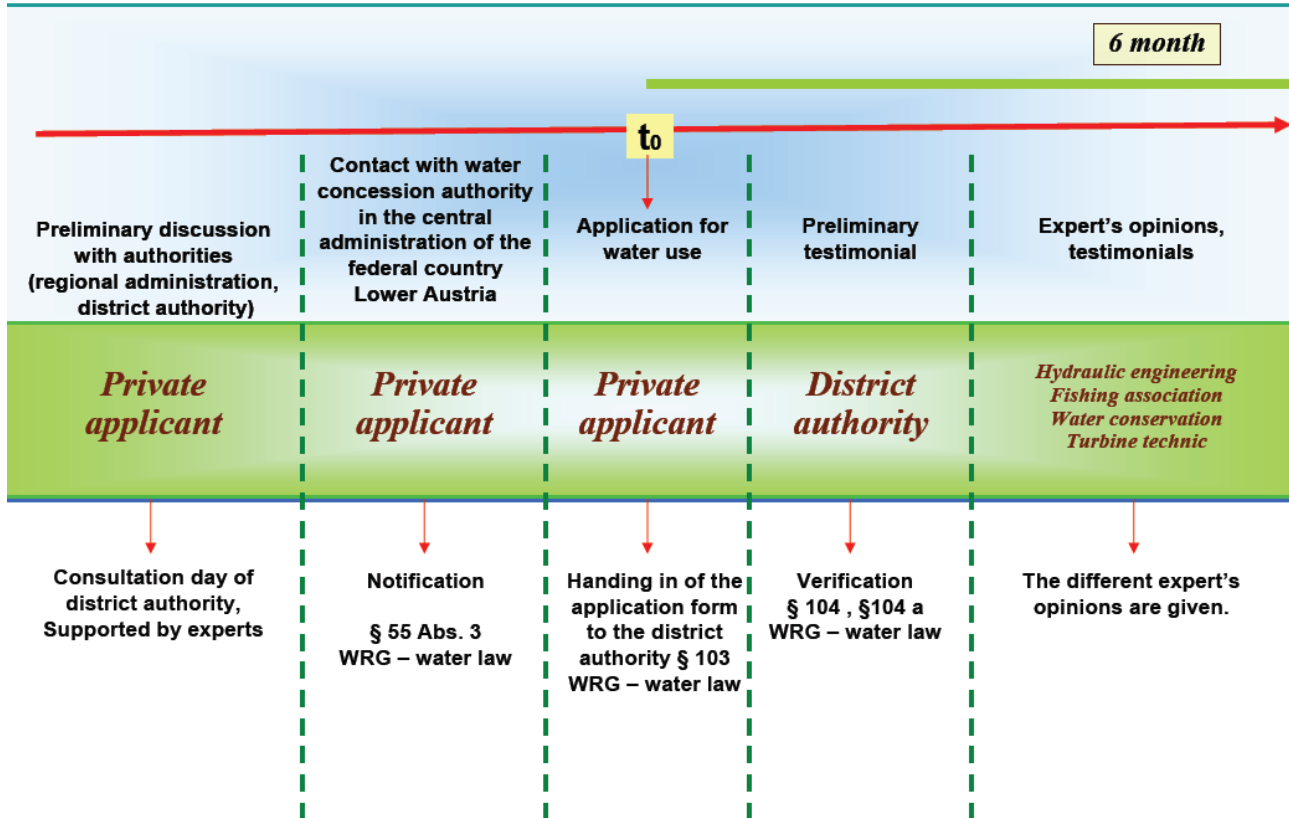 6 month
t0
Preliminary discussion
with authorities
(regional administration,
district authority)
Contact with water
concession authority
in the central
administration of the
federal country
Lower Austria
Application for
water use
Preliminary
testimonial
Expert's opinions,
testimonials
Private
applicant
Private
applicant
Private
applicant
District
authority
Hydraulic engineering
Fishing association
Water conservation
Turbine technic
Consultation day of
district authority,
Supported by experts
Notification
§ 55 Abs. 3
WRG – water law
Handing in of the
application form
to the district
authority § 103
WRG – water law
Verification
§ 104 , §104 a
WRG – water law
The different expert's
opinions are given.